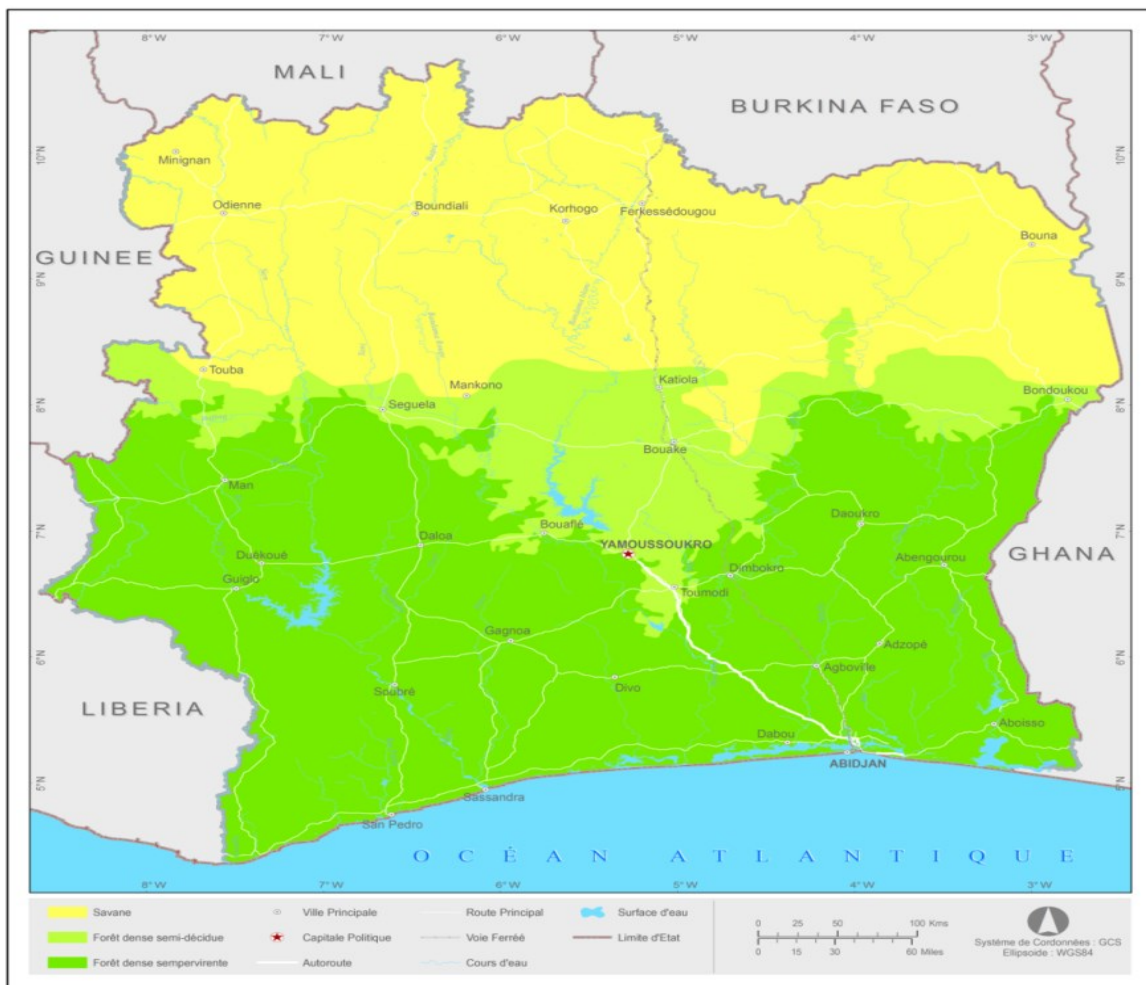 8°W 7°W 6°W 5°W 4°W 3°W
MALI
BURKINA FASO
10°N 10°N
Minignan
Odienne Boundiali Korhogo Ferkessédougou
Bouna
GUINEE
9°N 9°N
Touba
Katiola
Mankono
Seguela
Bondoukou
8°N 8°N
Bouake
Man
Daoukro
Bouaflé
Daloa
7°N 7°N
YAMOUSSOUKRO
Duékoué
Abengourou
GHANA
Dimbokro
Guiglo
Toumodi
Gagnoa
Adzopé
6°N 6°N
Agboville
Soubré
Divo
LIBERIA
Aboisso
Dabou
ABIDJAN
5°N 5°N
Sassandra
San Pedro
OCÉAN ATLANTIQUE
8°W 7°W 6°W 5°W 4°W 3°W
Savane
Forêt dense semi-décidue
Forêt dense sempervirente
Ville Principale
Capitale Politique
Autoroute
Route Principal
Voie Ferréé
Cours d'eau
Surface d'eau
Limite d'Etat
0 25 50 100 Kms
0 15 30 60 Miles
Système de Cordonnées : GCS
Ellipsoide : WGS84